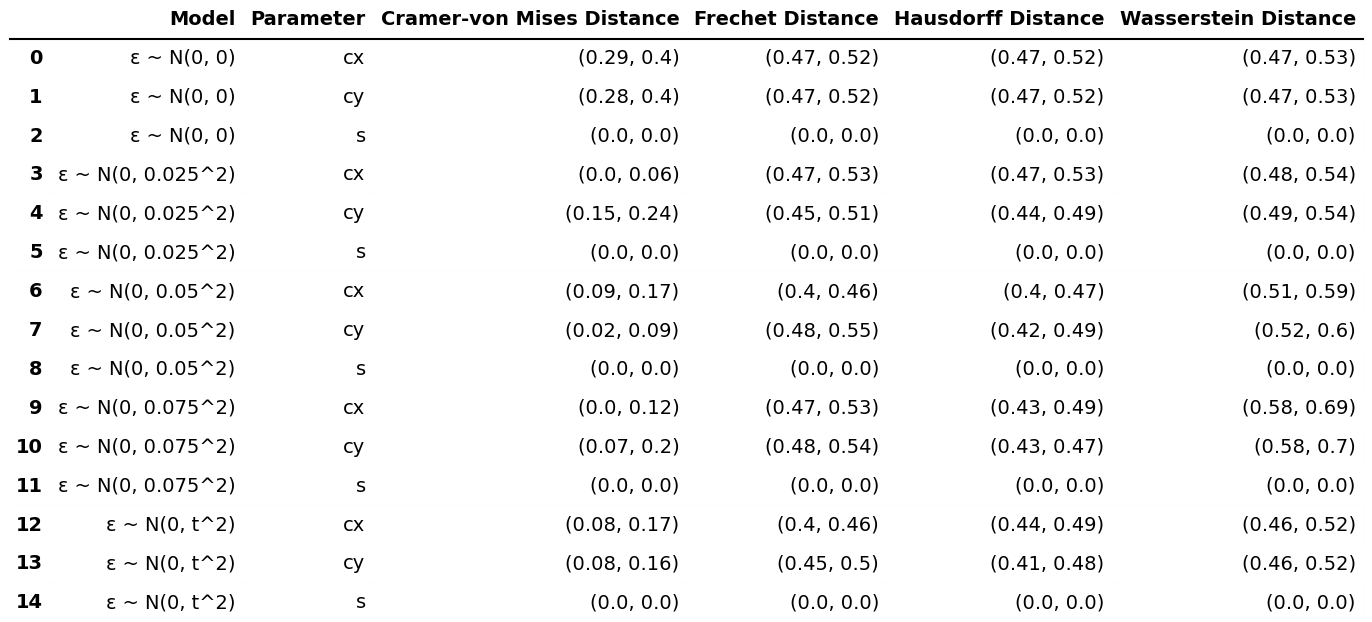 Model Parameter Cramer-von Mises Distance Frechet Distance Hausdorff Distance Wasserstein Distance
0 ε ~ N(0, 0) cx (0.29, 0.4) (0.47, 0.52) (0.47, 0.52) (0.47, 0.53)
1 ε ~ N(0, 0) cy (0.28, 0.4) (0.47, 0.52) (0.47, 0.52) (0.47, 0.53)
2 ε ~ N(0, 0) s (0.0, 0.0) (0.0, 0.0) (0.0, 0.0) (0.0, 0.0)
3 ε ~ N(0, 0.025^2) cx (0.0, 0.06) (0.47, 0.53) (0.47, 0.53) (0.48, 0.54)
4 ε ~ N(0, 0.025^2) cy (0.15, 0.24) (0.45, 0.51) (0.44, 0.49) (0.49, 0.54)
5 ε ~ N(0, 0.025^2) s (0.0, 0.0) (0.0, 0.0) (0.0, 0.0) (0.0, 0.0)
6 ε ~ N(0, 0.05^2) cx (0.09, 0.17) (0.4, 0.46) (0.4, 0.47) (0.51, 0.59)
7 ε ~ N(0, 0.05^2) cy (0.02, 0.09) (0.48, 0.55) (0.42, 0.49) (0.52, 0.6)
8 ε ~ N(0, 0.05^2) s (0.0, 0.0) (0.0, 0.0) (0.0, 0.0) (0.0, 0.0)
9 ε ~ N(0, 0.075^2) cx (0.0, 0.12) (0.47, 0.53) (0.43, 0.49) (0.58, 0.69)
10 ε ~ N(0, 0.075^2) cy (0.07, 0.2) (0.48, 0.54) (0.43, 0.47) (0.58, 0.7)
11 ε ~ N(0, 0.075^2) s (0.0, 0.0) (0.0, 0.0) (0.0, 0.0) (0.0, 0.0)
12 ε ~ N(0, t^2) cx (0.08, 0.17) (0.4, 0.46) (0.44, 0.49) (0.46, 0.52)
13 ε ~ N(0, t^2) cy (0.08, 0.16) (0.45, 0.5) (0.41, 0.48) (0.46, 0.52)
14 ε ~ N(0, t^2) s (0.0, 0.0) (0.0, 0.0) (0.0, 0.0) (0.0, 0.0)